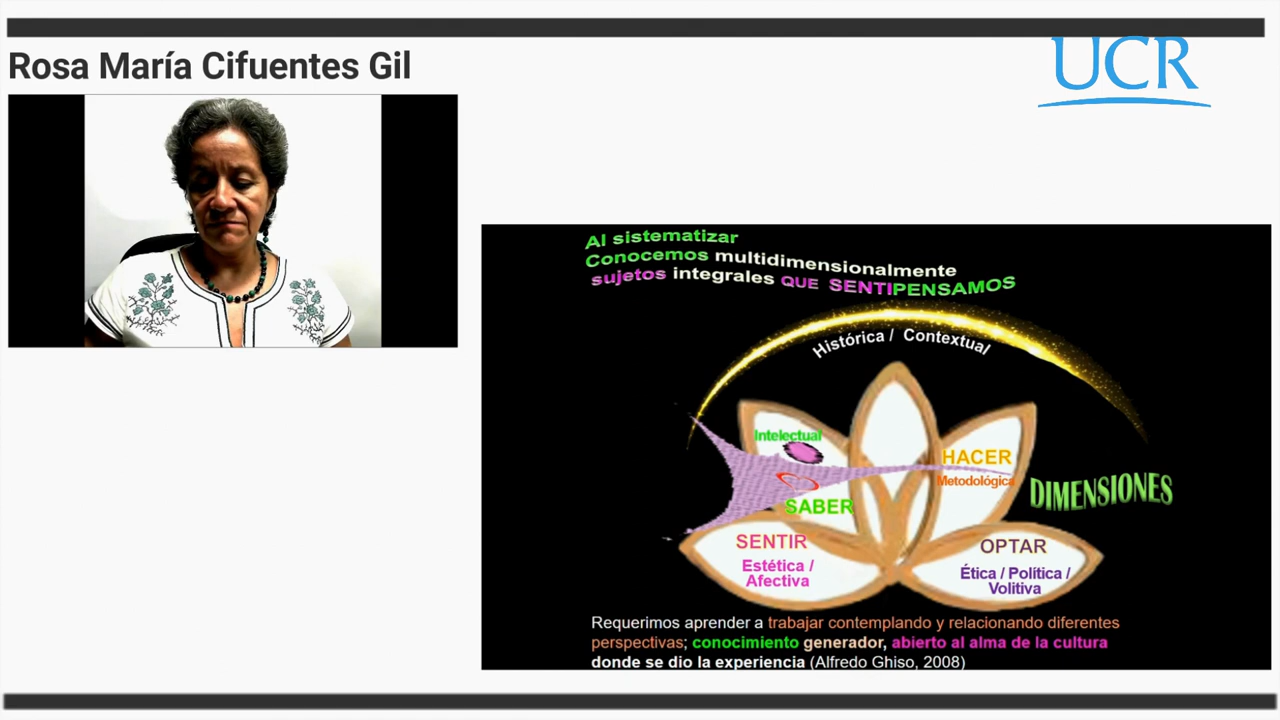 Rosa María Cifuentes Gil
UCR
Al sistematizar
Conocemos multidimensionalmente
sujetos integrales QUE SENTIPENSAMOS
Histórica / Contextual
Intelectual
SABER
HACER
Metodológica
DIMENSIONES
SENTIR
Estética /
Afectiva
OPTAR
Ética / Política /
Volitiva
Requerimos aprender a trabajar contemplando y relacionando diferentes
perspectivas; conocimiento generador, abierto al alma de la cultura
donde se dio la experiencia (Alfredo Ghiso, 2008)